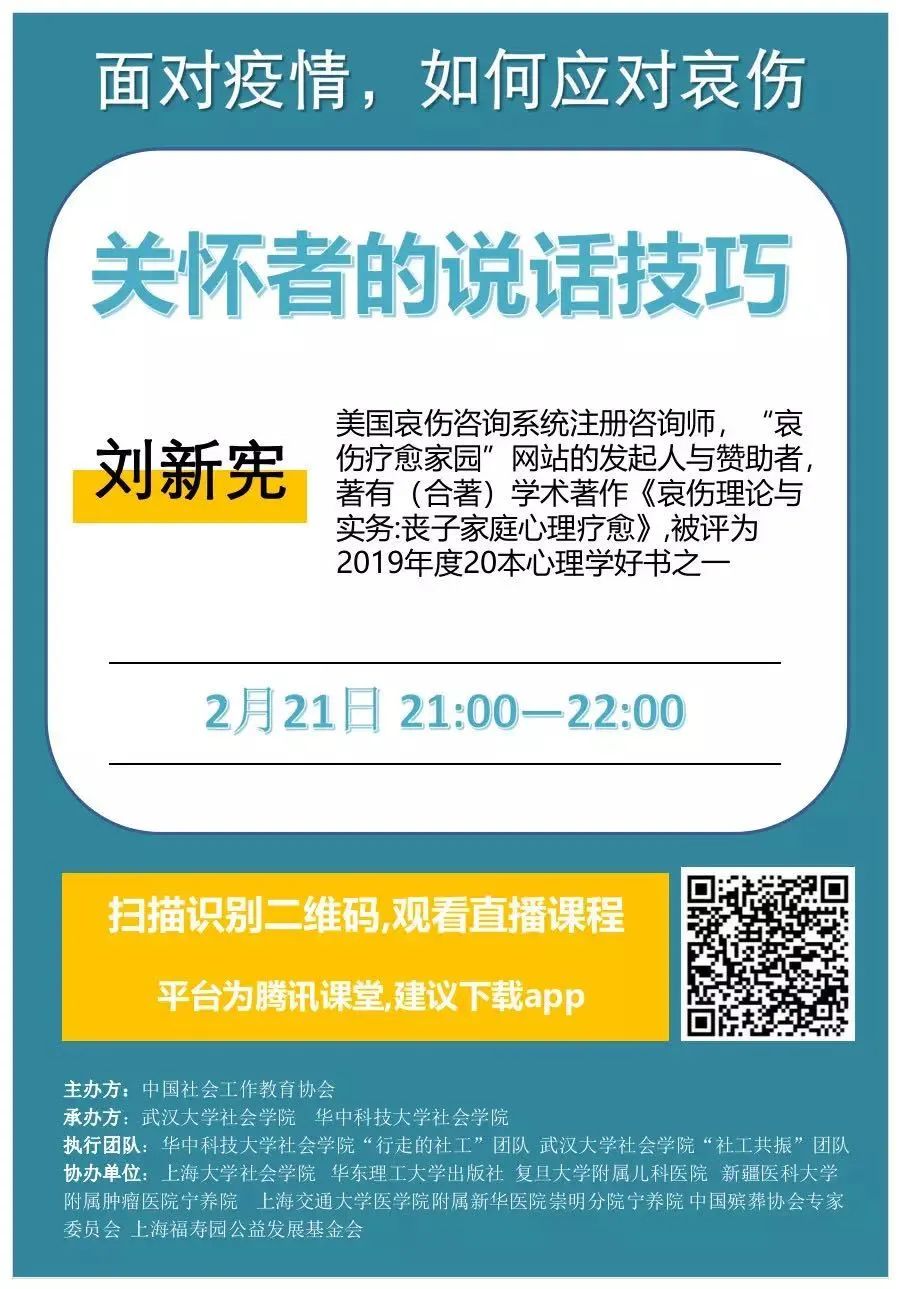 面对疫情，如何应对哀伤
关怀者的说话技巧
刘新宪
美国哀伤咨询系统注册咨询师，“哀
伤疗愈家园”网站的发起人与赞助者，
著有（合著）学术著作《哀伤理论与
实务:丧子家庭心理疗愈》,被评为
2019年度20本心理学好书之一
2月21日 21:00—22:00
扫描识别二维码,观看直播课程
平台为腾讯课堂,建议下载app
主办方：中国社会工作教育协会
承办方：武汉大学社会学院 华中科技大学社会学院
执行团队：华中科技大学社会学院“行走的社工”团队 武汉大学社会学院“社工共振”团队
协办单位：上海大学社会学院 华东理工大学出版社 复旦大学附属儿科医院 新疆医科大学
附属肿瘤医院宁养院 上海交通大学医学院附属新华医院崇明分院宁养院 中国殡葬协会专家
委员会 上海福寿园公益发展基金会